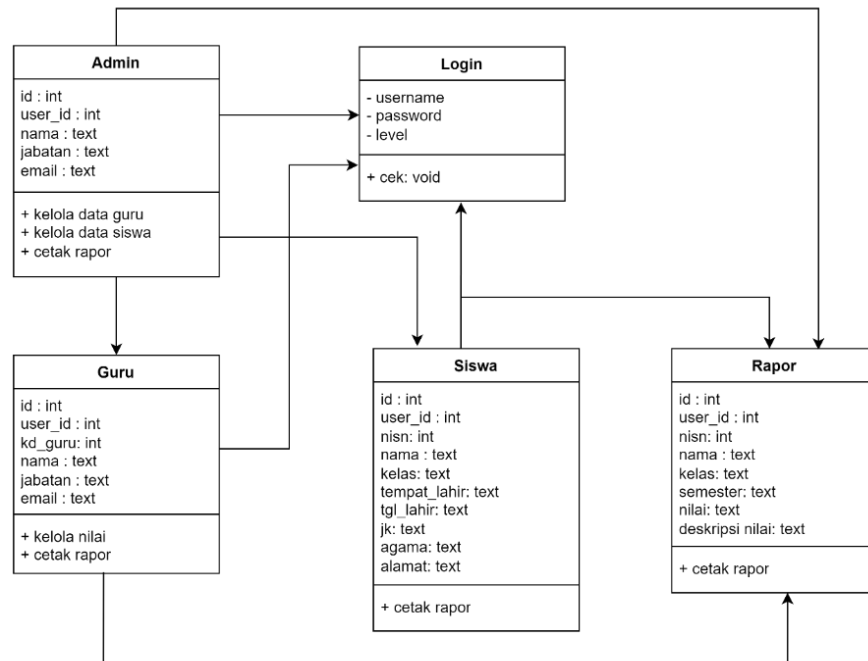 Admin
id : int
user_id : int
nama : text
jabatan : text
email : text
+ kelola data guru
+ kelola data siswa
+ cetak rapor
Login
- username
- password
- level
+ cek: void
Guru
id : int
user_id : int
kd_guru: int
nama : text
jabatan : text
email : text
+ kelola nilai
+ cetak rapor
Siswa
id : int
user_id : int
nisn: int
nama : text
kelas: text
tempat_lahir: text
tgl_lahir: text
jk: text
agama: text
alamat: text
+ cetak rapor
Rapor
id : int
user_id : int
nisn: int
nama : text
kelas: text
semester: text
nilai: text
deskripsi nilai: text
+ cetak rapor